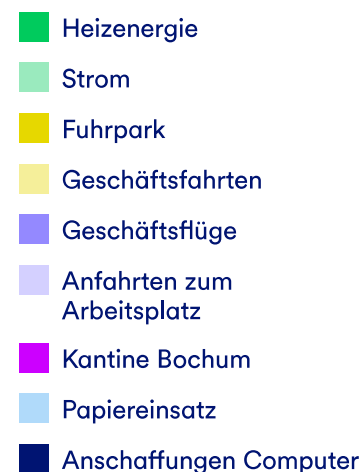 Heizenergie
Strom
Fuhrpark
Geschäftsfahrten
Geschäftsflüge
Anfahrten zum
Arbeitsplatz
Kantine Bochum
Papiereinsatz
Anschaffungen Computer